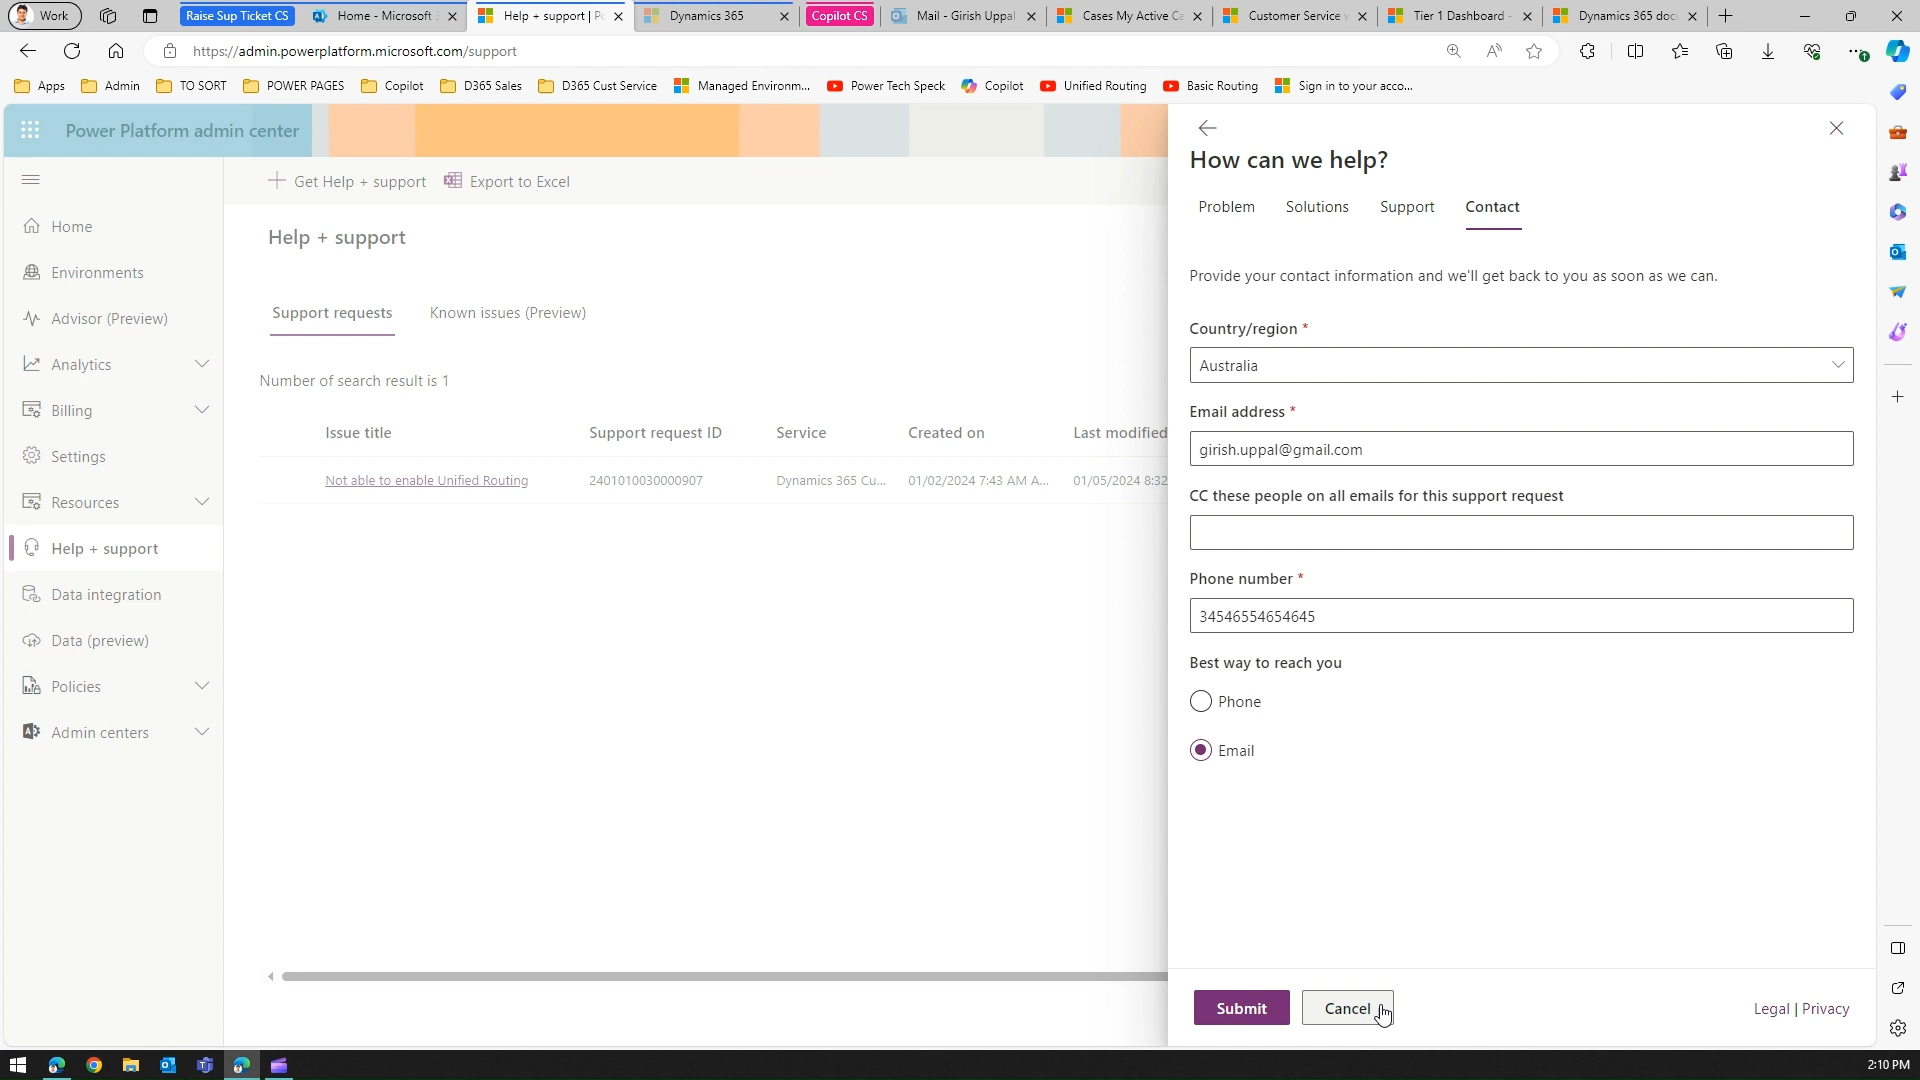 Work
Raise Sup Ticket CS
Home - Microsoft
Help + support | P
Dynamics 365
Copilot CS
Mail - Girish Uppal
Cases My Active C
Customer Service
Tier 1 Dashboard -
Dynamics 365 doc
https://admin.powerplatform.microsoft.com/support
Apps
Admin
TO SORT
POWER PAGES
Copilot
D365 Sales
D365 Cust Service
Managed Environm...
Power Tech Speck
Copilot
Unified Routing
Basic Routing
Sign in to your acco...
Power Platform admin center
Home
Environments
Advisor (Preview)
Analytics
Billing
Settings
Resources
Help + support
Data integration
Data (preview)
Policies
Admin centers
Get Help + support
Export to Excel
Help + support
Support requests
Known issues (Preview)
Number of search result is 1
Issue title Support request ID Service Created on Last modified
Not able to enable Unified Routing 2401010030000907 Dynamics 365 Cu... 01/02/2024 7:43 AM A... 01/05/2024 8:32
How can we help?
Problem Solutions Support Contact
Provide your contact information and we'll get back to you as soon as we can.
Country/region *
Australia
Email address *
girish.uppal@gmail.com
CC these people on all emails for this support request
Phone number *
34546554654645
Best way to reach you
Phone
Email
Submit
Cancel
Legal | Privacy
2:10 PM